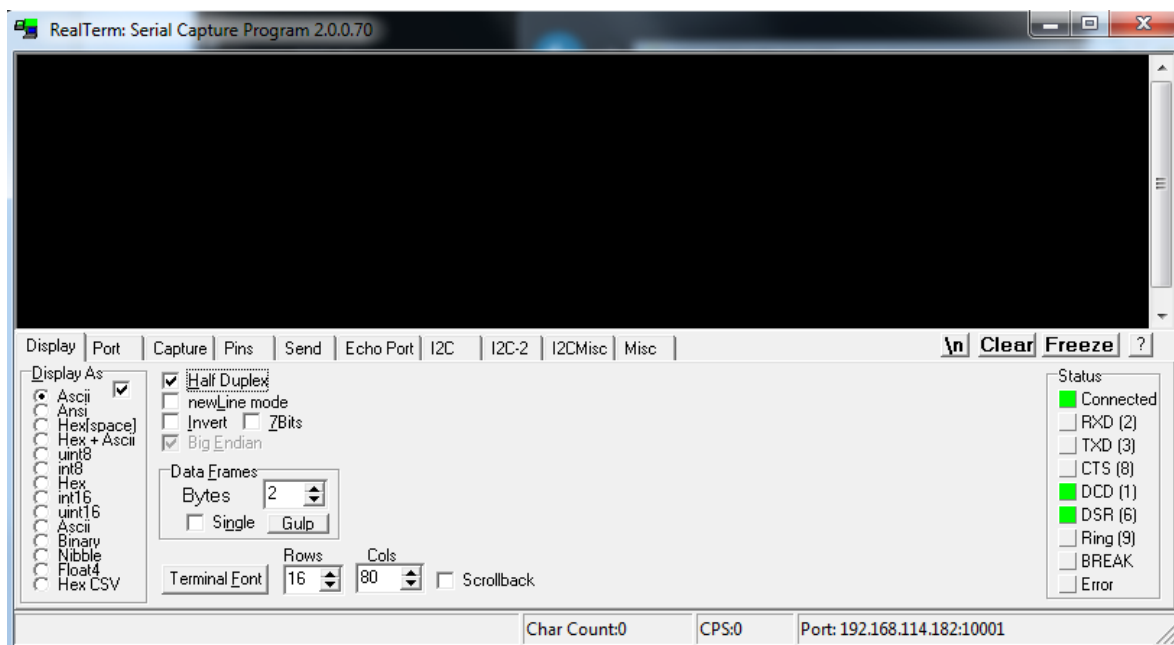 RealTerm: Serial Capture Program 2.0.0.70
Display Port Capture Pins Send Echo Port I2C I2C-2 I2CMisc Misc \n Clear Freeze ?
Display As
Ascii
Ansi
Hex[space]
Hex + Ascii
uint8
int8
Hex
int16
uint16
Ascii
Binary
Nibble
Float4
Hex CSV
Half Duplex
newLine mode
Invert 7Bits
Big Endian
Data Frames
Bytes 2
Single Gulp
Rows Cols
Terminal Font 16 80 Scrollback
Status
Connected
RXD (2)
TXD (3)
CTS (8)
DCD (1)
DSR (6)
Ring (9)
BREAK
Error
Char Count:0 CPS:0 Port: 192.168.114.182:10001